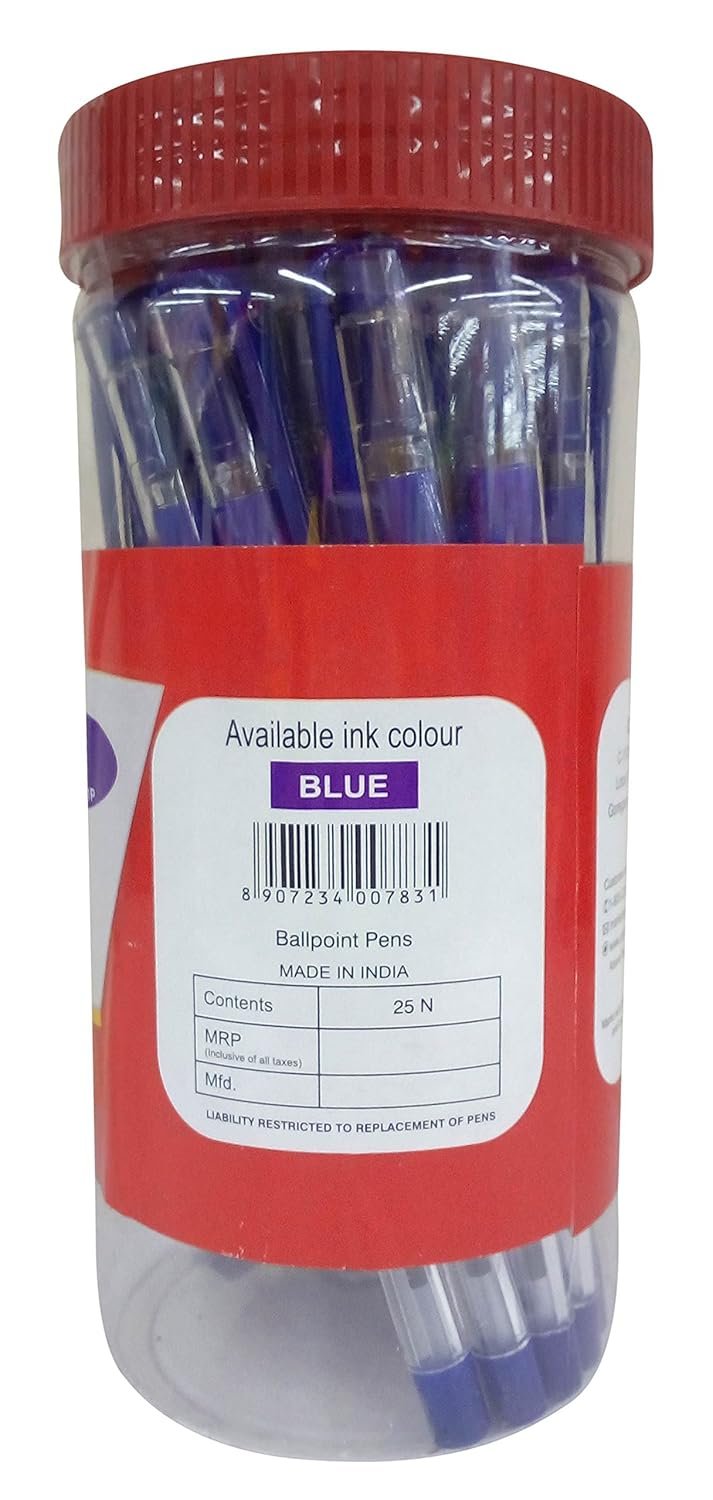 Available ink colour
BLUE
8 907234 007831
Ballpoint Pens
MADE IN INDIA
Contents 25 N
MRP
(Inclusive of all taxes)
Mfd.
LIABILITY RESTRICTED TO REPLACEMENT OF PENS